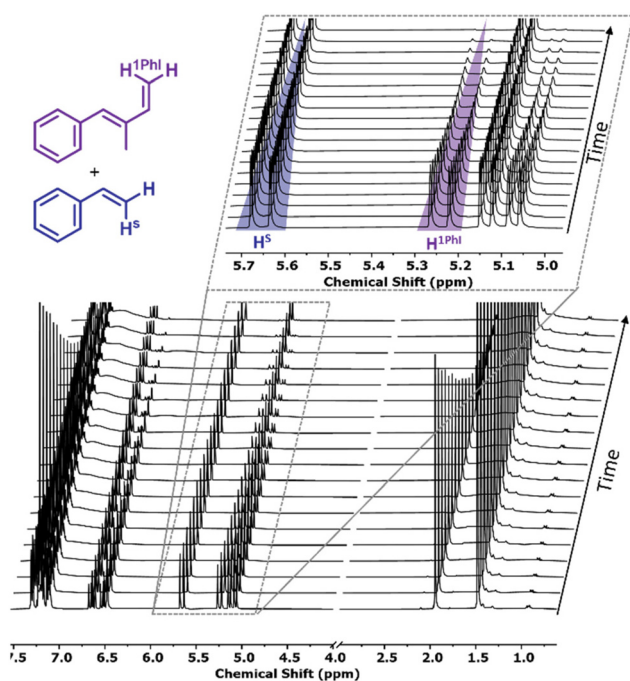 H¹ᴾʰᴵ H
+
H
Hˢ
Time
5.7 5.6 5.5 5.4 5.3 5.2 5.1 5.0
Hˢ H¹ᴾʰᴵ
Chemical Shift (ppm)
Time
7.5 7.0 6.5 6.0 5.5 5.0 4.5 4.0 2.0 1.5 1.0
Chemical Shift (ppm)